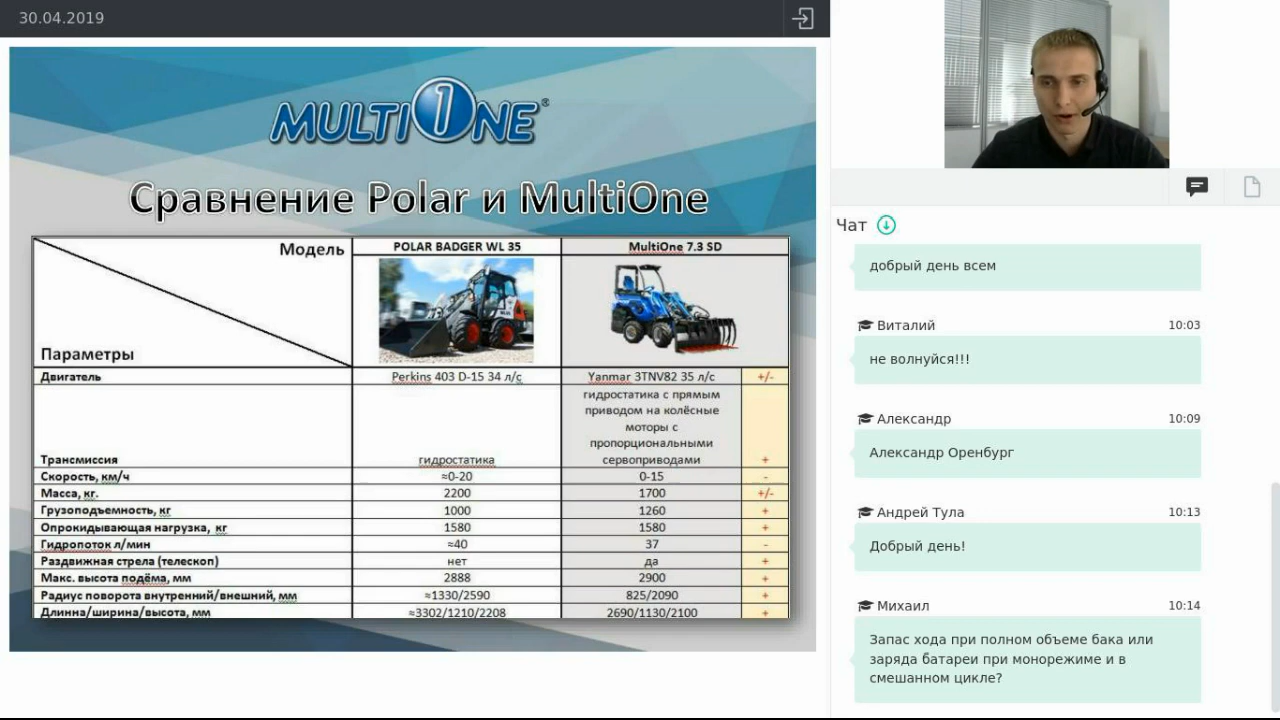 30.04.2019
MULTIONE®
Сравнение Polar и MultiOne
Модель
Параметры
POLAR BADGER WL 35
MultiOne 7.3 SD
Двигатель
Perkins 403 D-15 34 л/с
Yanmar 3TNV82 35 л/с
+/-
Трансмиссия
гидростатика
гидростатика с прямым
приводом на колёсные
моторы с
пропорциональными
сервоприводами
+
Скорость, км/ч
≈0-20
0-15
-
Масса, кг.
2200
1700
+/-
Грузоподъемность, кг
1000
1260
+
Опрокидывающая нагрузка, кг
1580
1580
+
Гидропоток л/мин
≈40
37
-
Раздвижная стрела (телескоп)
нет
да
+
Макс. высота подёма, мм
2888
2900
+
Радиус поворота внутренний/внешний, мм
≈1330/2590
825/2090
+
Длинна/ширина/высота, мм
≈3302/1210/2208
2690/1130/2100
+
Чат
добрый день всем
Виталий 10:03
не волнуйся!!!
Александр 10:09
Александр Оренбург
Андрей Тула 10:13
Добрый день!
Михаил 10:14
Запас хода при полном объеме бака или
заряда батареи при монорежиме и в
смешанном цикле?